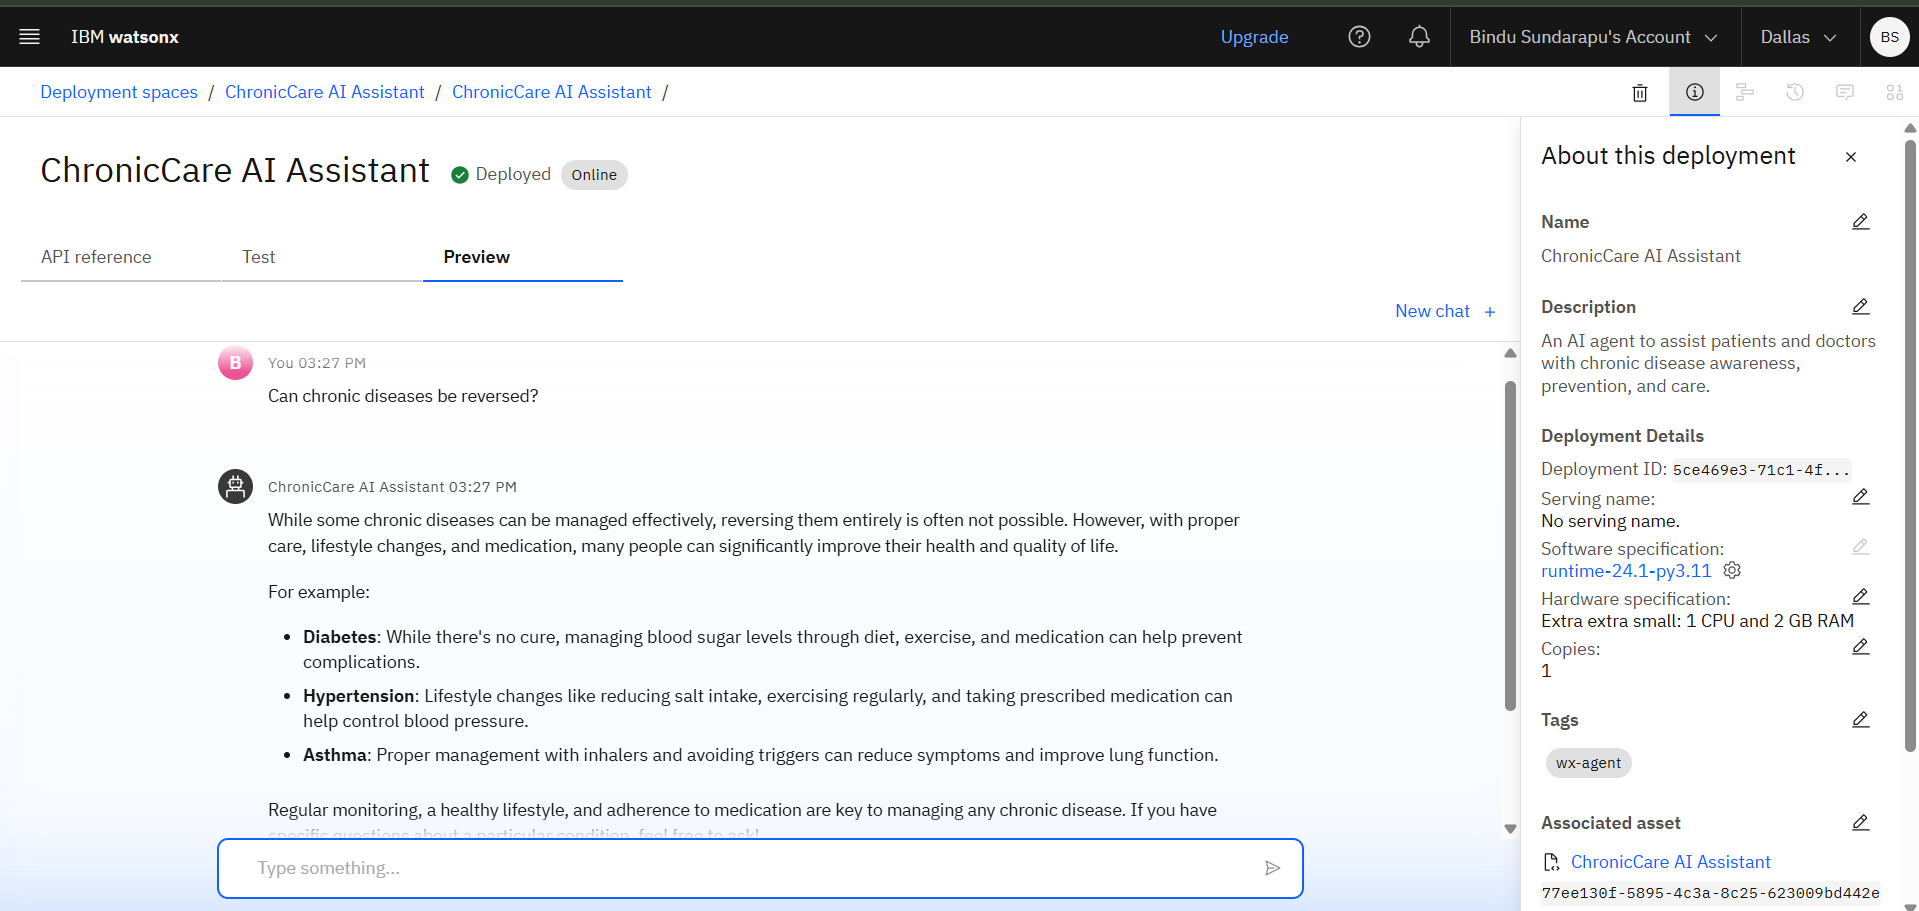 IBM watsonx
Upgrade
Bindu Sundarapu's Account
Dallas
BS
Deployment spaces / ChronicCare AI Assistant / ChronicCare AI Assistant /
ChronicCare AI Assistant
Deployed
Online
API reference
Test
Preview
New chat +
B
You 03:27 PM
Can chronic diseases be reversed?
ChronicCare AI Assistant 03:27 PM
While some chronic diseases can be managed effectively, reversing them entirely is often not possible. However, with proper
care, lifestyle changes, and medication, many people can significantly improve their health and quality of life.
For example:
• Diabetes: While there's no cure, managing blood sugar levels through diet, exercise, and medication can help prevent
complications.
• Hypertension: Lifestyle changes like reducing salt intake, exercising regularly, and taking prescribed medication can
help control blood pressure.
• Asthma: Proper management with inhalers and avoiding triggers can reduce symptoms and improve lung function.
Regular monitoring, a healthy lifestyle, and adherence to medication are key to managing any chronic disease. If you have
specific questions about a particular condition, feel free to ask!
Type something...
About this deployment
Name
ChronicCare AI Assistant
Description
An AI agent to assist patients and doctors
with chronic disease awareness,
prevention, and care.
Deployment Details
Deployment ID: 5ce469e3-71c1-4f...
Serving name:
No serving name.
Software specification:
runtime-24.1-py3.11
Hardware specification:
Extra extra small: 1 CPU and 2 GB RAM
Copies:
1
Tags
wx-agent
Associated asset
ChronicCare AI Assistant
77ee130f-5895-4c3a-8c25-623009bd442e